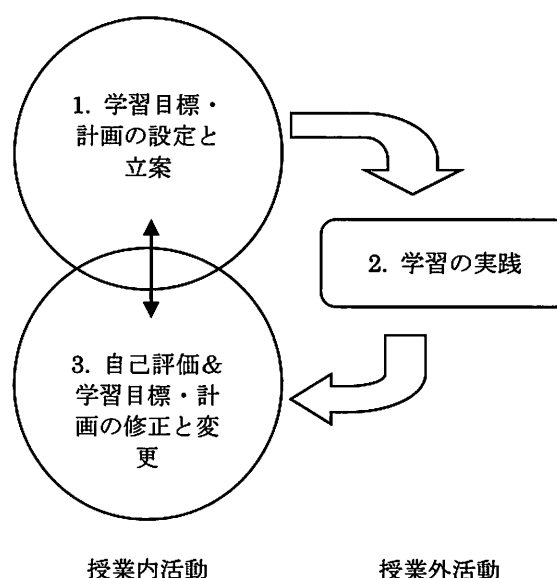 1. 学習目標・
計画の設定と
立案
2. 学習の実践
3. 自己評価&
学習目標・計
画の修正と変
更
授業内活動
授業外活動